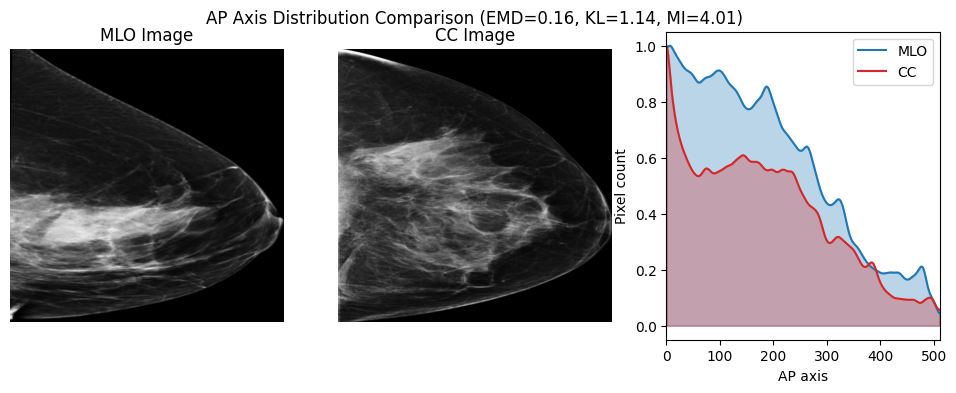 AP Axis Distribution Comparison (EMD=0.16, KL=1.14, MI=4.01)
MLO Image
CC Image
MLO
CC
Pixel count
1.0
0.8
0.6
0.4
0.2
0.0
0 100 200 300 400 500
AP axis